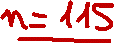 n = 115